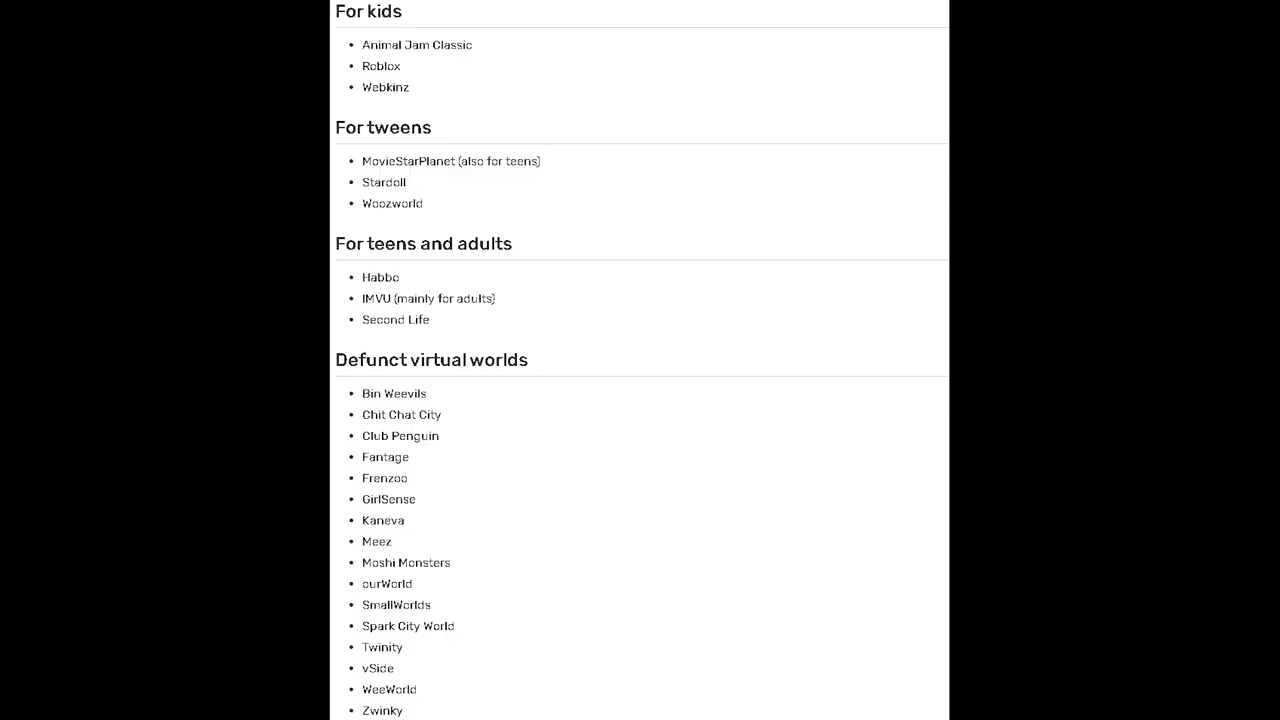 For kids
Animal Jam Classic
Roblox
Webkinz
For tweens
MovieStarPlanet (also for teens)
Stardoll
Woozworld
For teens and adults
Habbo
IMVU (mainly for adults)
Second Life
Defunct virtual worlds
Bin Weevils
Chit Chat City
Club Penguin
Fantage
Frenzoo
GirlSense
Kaneva
Meez
Moshi Monsters
ourWorld
SmallWorlds
Spark City World
Twinity
vSide
WeeWorld
Zwinky